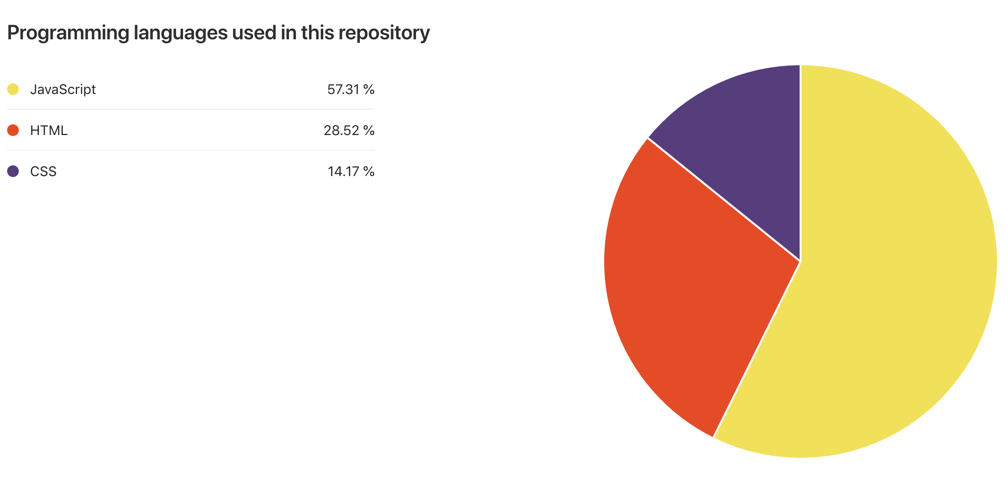 Programming languages used in this repository
JavaScript 57.31 %
HTML 28.52 %
CSS 14.17 %